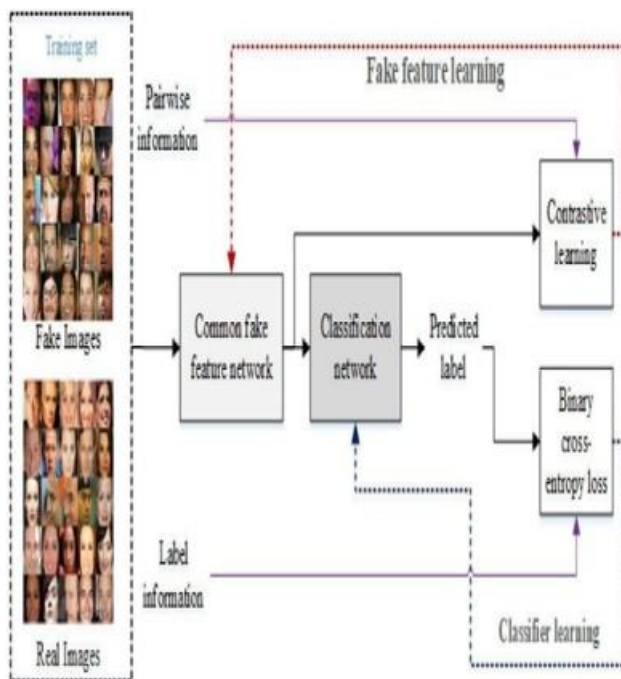 Training set
Fake Images
Real Images
Pairwise
information
Fake feature learning
Contrastive
learning
Common fake
feature network
Classification
network
Predicted
label
Binary
cross-
entropy loss
Label
information
Classifier learning